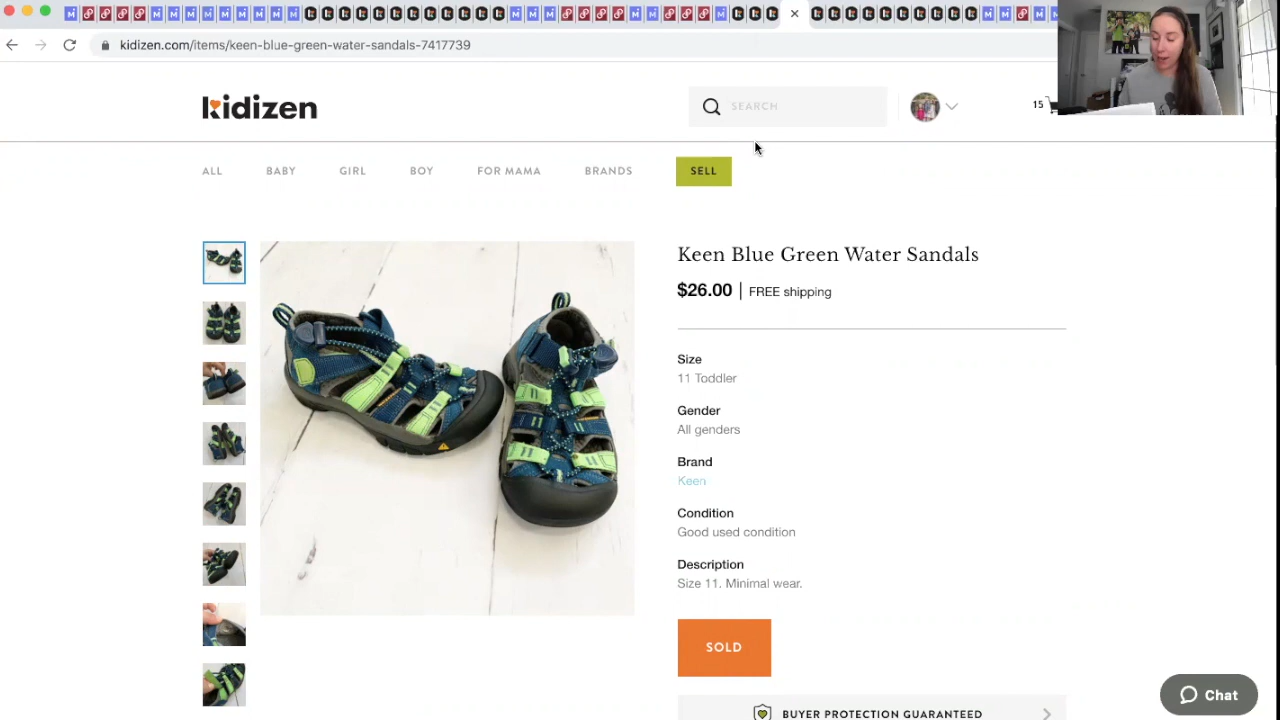 kidizen.com/items/keen-blue-green-water-sandals-7417739
kidizen
SEARCH
15
ALL
BABY
GIRL
BOY
FOR MAMA
BRANDS
SELL
Keen Blue Green Water Sandals
$26.00 | FREE shipping
Size
11 Toddler
Gender
All genders
Brand
Keen
Condition
Good used condition
Description
Size 11. Minimal wear.
SOLD
BUYER PROTECTION GUARANTEED
Chat